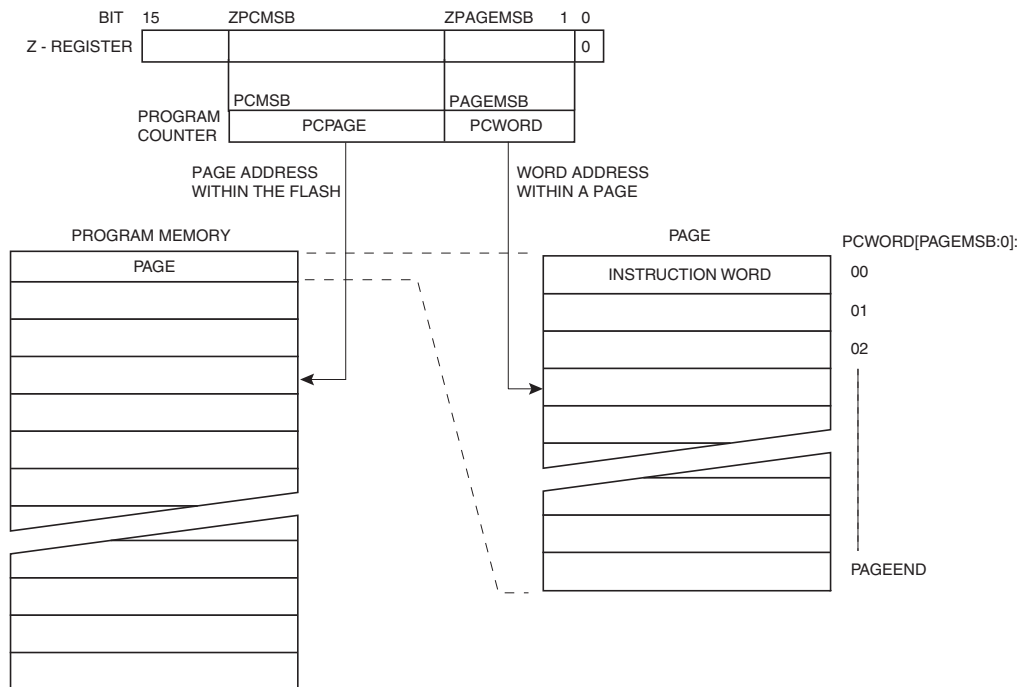 BIT 15 ZPCMSB ZPAGEMSB 1 0
Z - REGISTER 0
PCMSB PAGEMSB
PROGRAM
COUNTER
PCPAGE PCWORD
PAGE ADDRESS
WITHIN THE FLASH
WORD ADDRESS
WITHIN A PAGE
PROGRAM MEMORY
PAGE
PAGE
PCWORD[PAGEMSB:0]:
INSTRUCTION WORD
00
01
02
PAGEEND